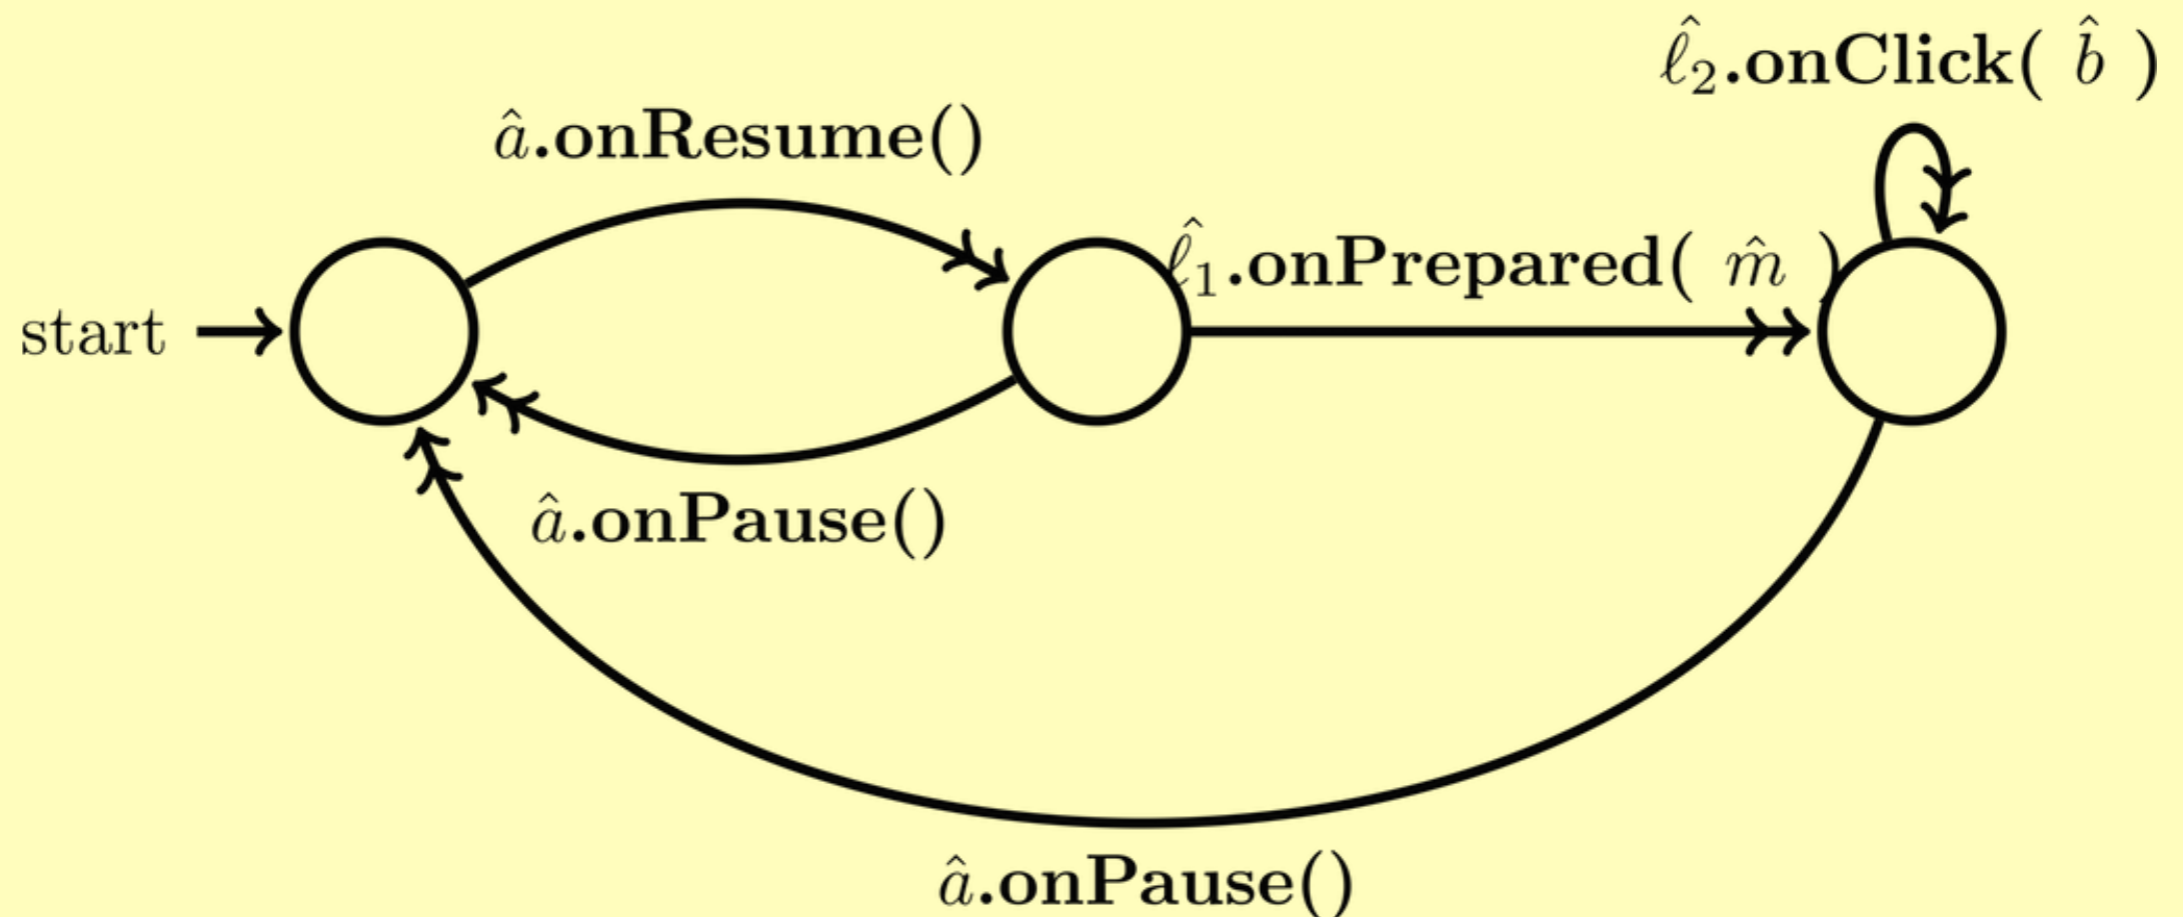 ℓ̂₂.onClick( b̂ )
â.onResume()
ℓ̂₁.onPrepared( m̂ )
start
â.onPause()
â.onPause()